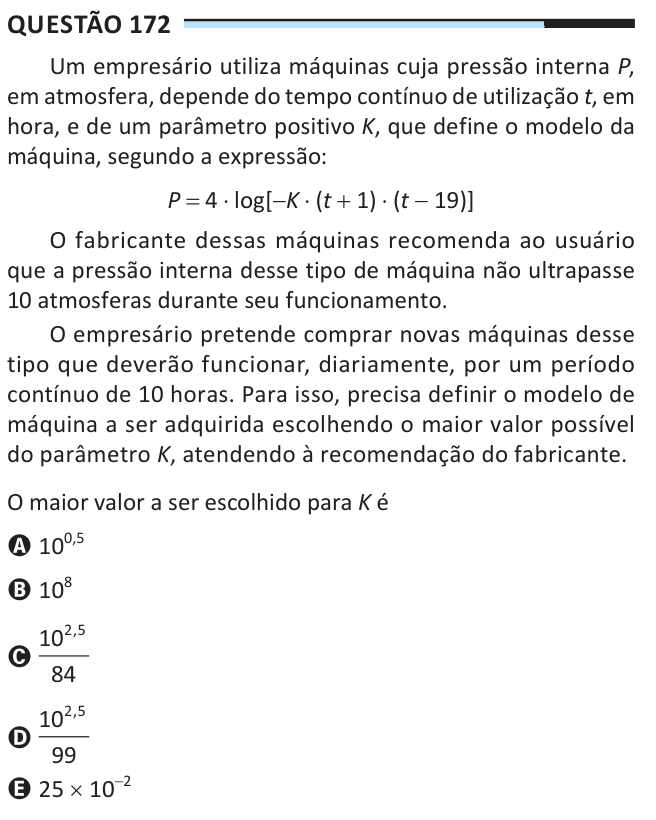 QUESTÃO 172
Um empresário utiliza máquinas cuja pressão interna P,
em atmosfera, depende do tempo contínuo de utilização t, em
hora, e de um parâmetro positivo K, que define o modelo da
máquina, segundo a expressão:
P = 4 · log[–K · (t + 1) · (t – 19)]
O fabricante dessas máquinas recomenda ao usuário
que a pressão interna desse tipo de máquina não ultrapasse
10 atmosferas durante seu funcionamento.
O empresário pretende comprar novas máquinas desse
tipo que deverão funcionar, diariamente, por um período
contínuo de 10 horas. Para isso, precisa definir o modelo de
máquina a ser adquirida escolhendo o maior valor possível
do parâmetro K, atendendo à recomendação do fabricante.
O maior valor a ser escolhido para K é
A 10^0,5
B 10^8
C 10^2,5
84
D 10^2,5
99
E 25 × 10^–2